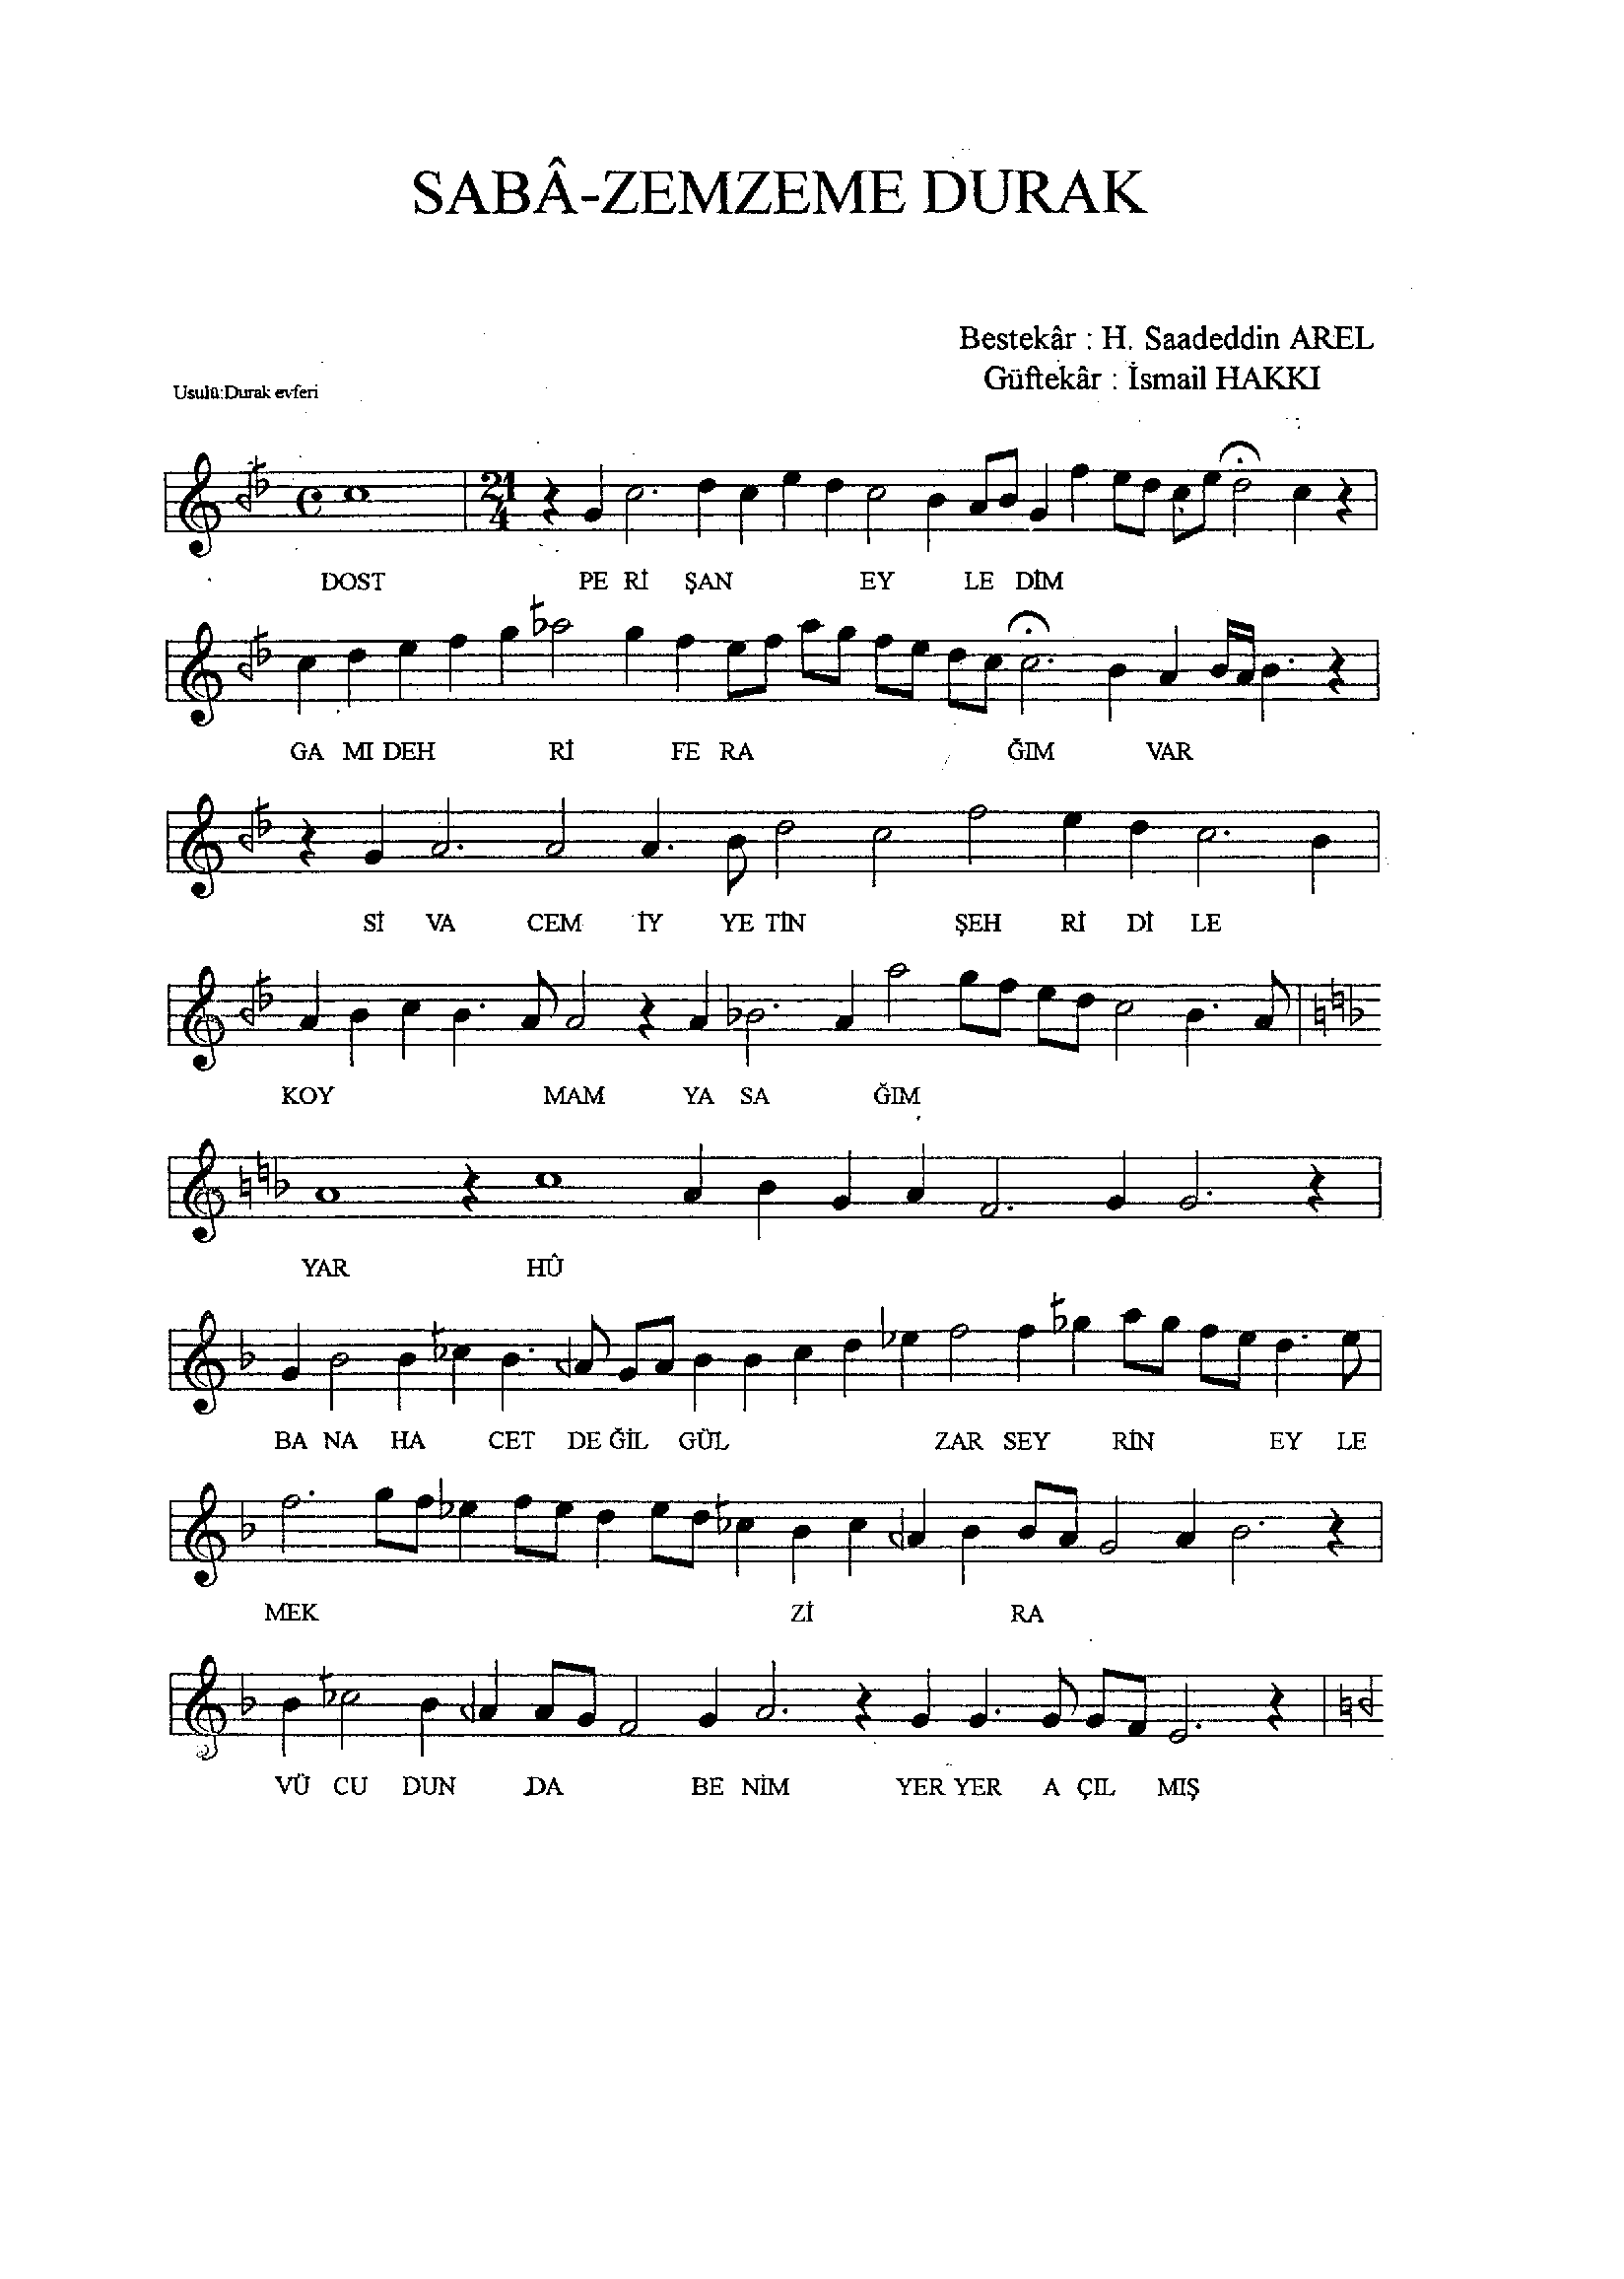 SABÂ-ZEMZEME DURAK
Bestekâr : H. Saadeddin AREL
Güftekâr : İsmail HAKKI
Usulü:Durak evferi
21
4
DOST PE Rİ ŞAN EY LE DİM
GA MI DEH Rİ FE RA ĞIM VAR
Sİ VA CEM İY YE TİN ŞEH Rİ Dİ LE
KOY MAM YA SA ĞIM
YAR HÛ
BA NA HA CET DE ĞİL GÜL ZAR SEY RİN EY LE
MEK Zİ RA
VÜ CU DUN DA BE NİM YER YER A ÇIL MIŞ